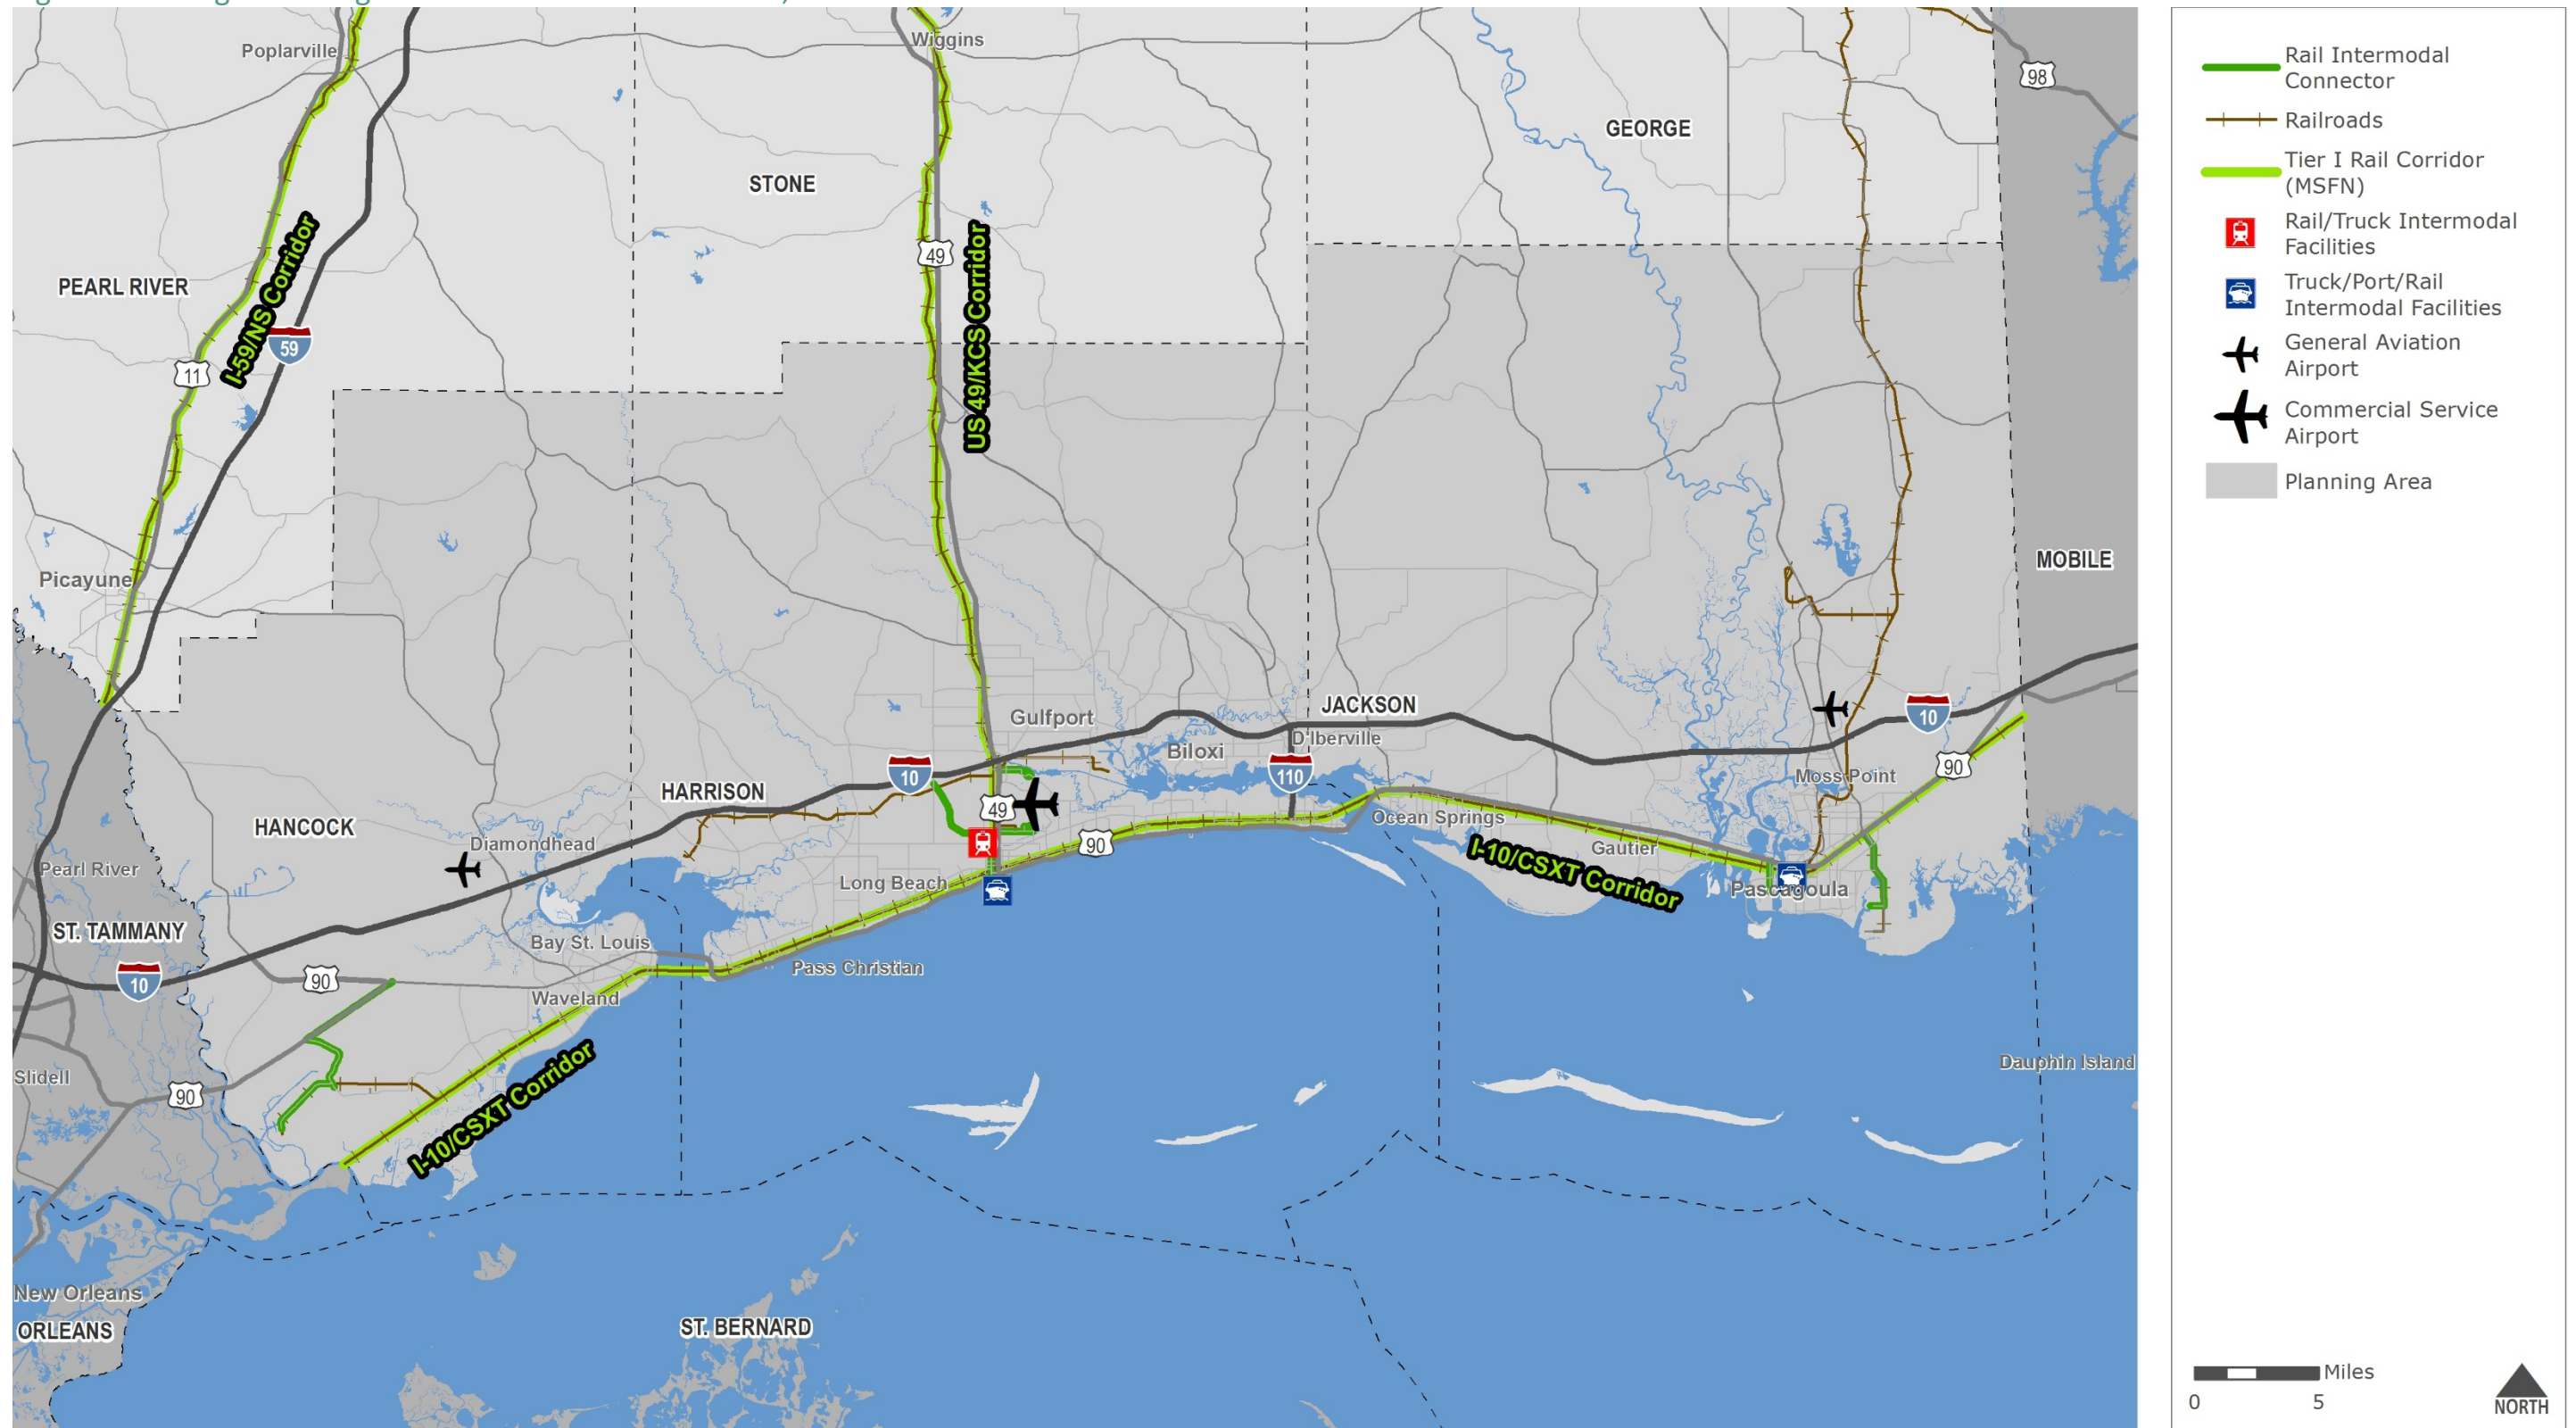 Poplarville
Wiggins
98
GEORGE
STONE
49
US 49/KCS Corridor
PEARL RIVER
I-59/NS Corridor
59
11
Picayune
MOBILE
JACKSON
Gulfport
10
D'Iberville
Biloxi
10
110
90
Moss Point
HARRISON
49
Ocean Springs
HANCOCK
Diamondhead
90
Gautier
I-10/CSXT Corridor
Pearl River
Long Beach
Pascagoula
ST. TAMMANY
Bay St. Louis
Pass Christian
10
90
Waveland
Slidell
90
I-10/CSXT Corridor
Dauphin Island
New Orleans
ORLEANS
ST. BERNARD
Rail Intermodal
Connector
Railroads
Tier I Rail Corridor
(MSFN)
Rail/Truck Intermodal
Facilities
Truck/Port/Rail
Intermodal Facilities
General Aviation
Airport
Commercial Service
Airport
Planning Area
Miles
0 5
NORTH